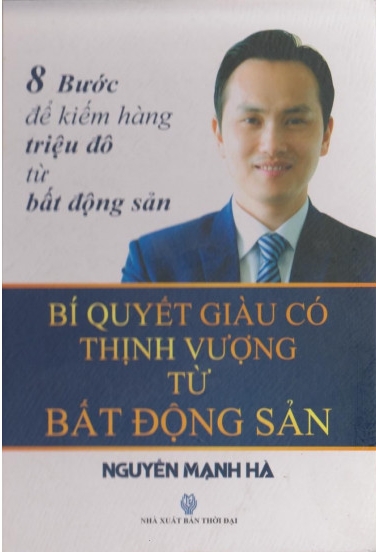 8 Bước
để kiếm hàng
triệu đô
từ
bất động sản
BÍ QUYẾT GIÀU CÓ
THỊNH VƯỢNG
TỪ
BẤT ĐỘNG SẢN
NGUYỄN MẠNH HÀ
NHÀ XUẤT BẢN THỜI ĐẠI